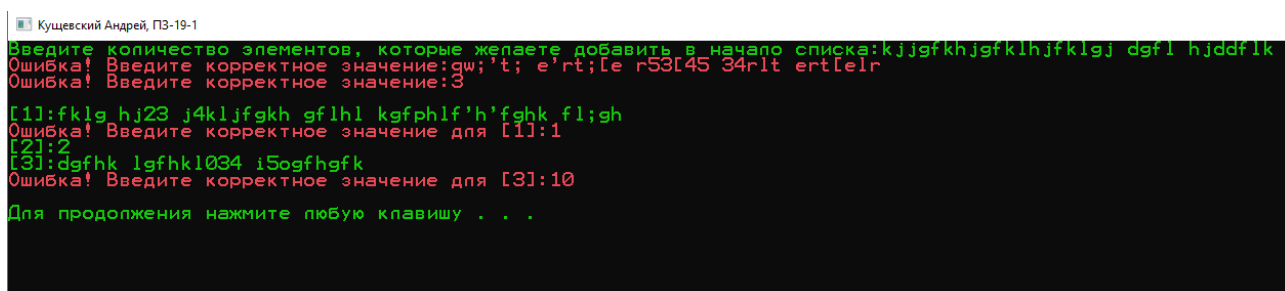 Кущевский Андрей, ПЗ-19-1
Введите количество элементов, которые желаете добавить в начало списка:kjjgfkhjgfklhjfklgj dgfl hjddflk
Ошибка! Введите корректное значение:gw;'t; e'rt;[e r53[45 34rlt ert[elr
Ошибка! Введите корректное значение:3
[1]:fklg hj23 j4kljfgkh gflhl kgfphlf'h'fghk fl;gh
Ошибка! Введите корректное значение для [1]:1
[2]:2
[3]:dgfhk lgfhkl034 i5ogfhgfk
Ошибка! Введите корректное значение для [3]:10
Для продолжения нажмите любую клавишу . . .